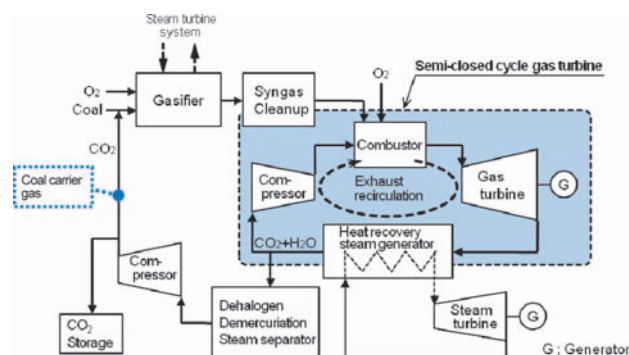 Steam turbine
system
Semi-closed cycle gas turbine
O2
O2
Coal
Gasifier
Syngas
Cleanup
Combustor
CO2
Coal carrier
gas
Com-
pressor
Exhaust
recirculation
Gas
turbine
G
CO2+H2O
Heat recovery
steam generator
Com-
pressor
CO2
Storage
Dehalogen
Demercuriation
Steam separator
Steam
turbine
G
G : Generator